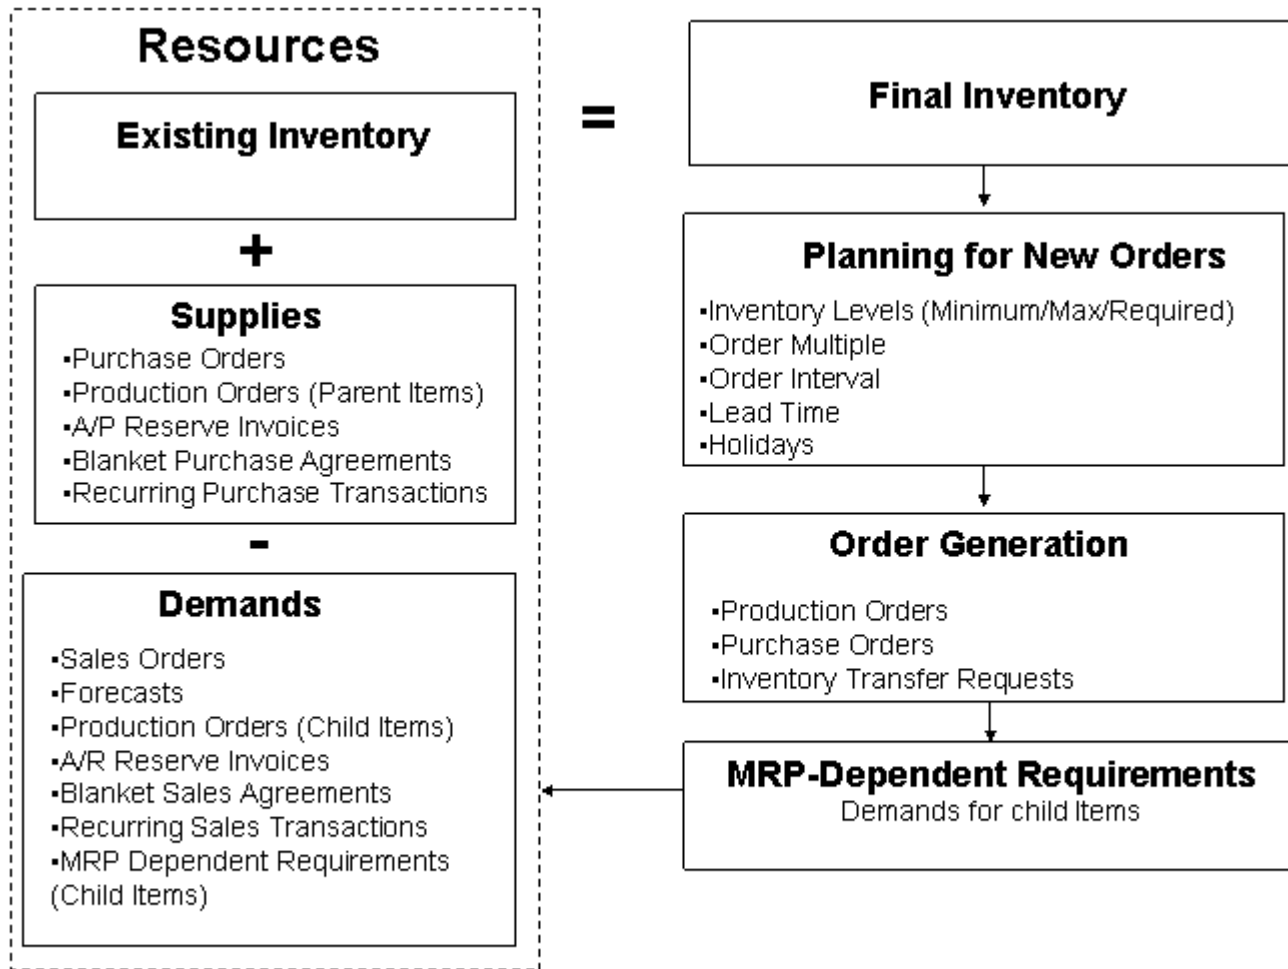 Resources
Existing Inventory
+
Supplies
▪Purchase Orders
▪Production Orders (Parent Items)
▪A/P Reserve Invoices
▪Blanket Purchase Agreements
▪Recurring Purchase Transactions
-
Demands
▪Sales Orders
▪Forecasts
▪Production Orders (Child Items)
▪A/R Reserve Invoices
▪Blanket Sales Agreements
▪Recurring Sales Transactions
▪MRP Dependent Requirements
(Child Items)
=
Final Inventory
Planning for New Orders
▪Inventory Levels (Minimum/Max/Required)
▪Order Multiple
▪Order Interval
▪Lead Time
▪Holidays
Order Generation
▪Production Orders
▪Purchase Orders
▪Inventory Transfer Requests
MRP-Dependent Requirements
Demands for child Items